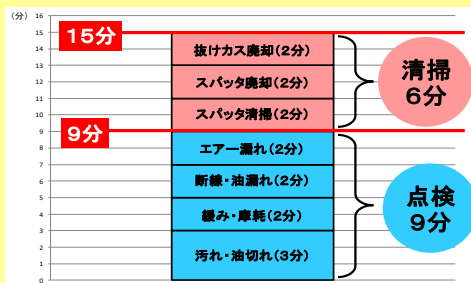 (分)
16
15
14
13
12
11
10
9
8
7
6
5
4
3
2
1
0
15分
9分
抜けカス廃却(2分)
スパッタ廃却(2分)
スパッタ清掃(2分)
エアー漏れ(2分)
断線・油漏れ(2分)
緩み・摩耗(2分)
汚れ・油切れ(3分)
清掃
6分
点検
9分